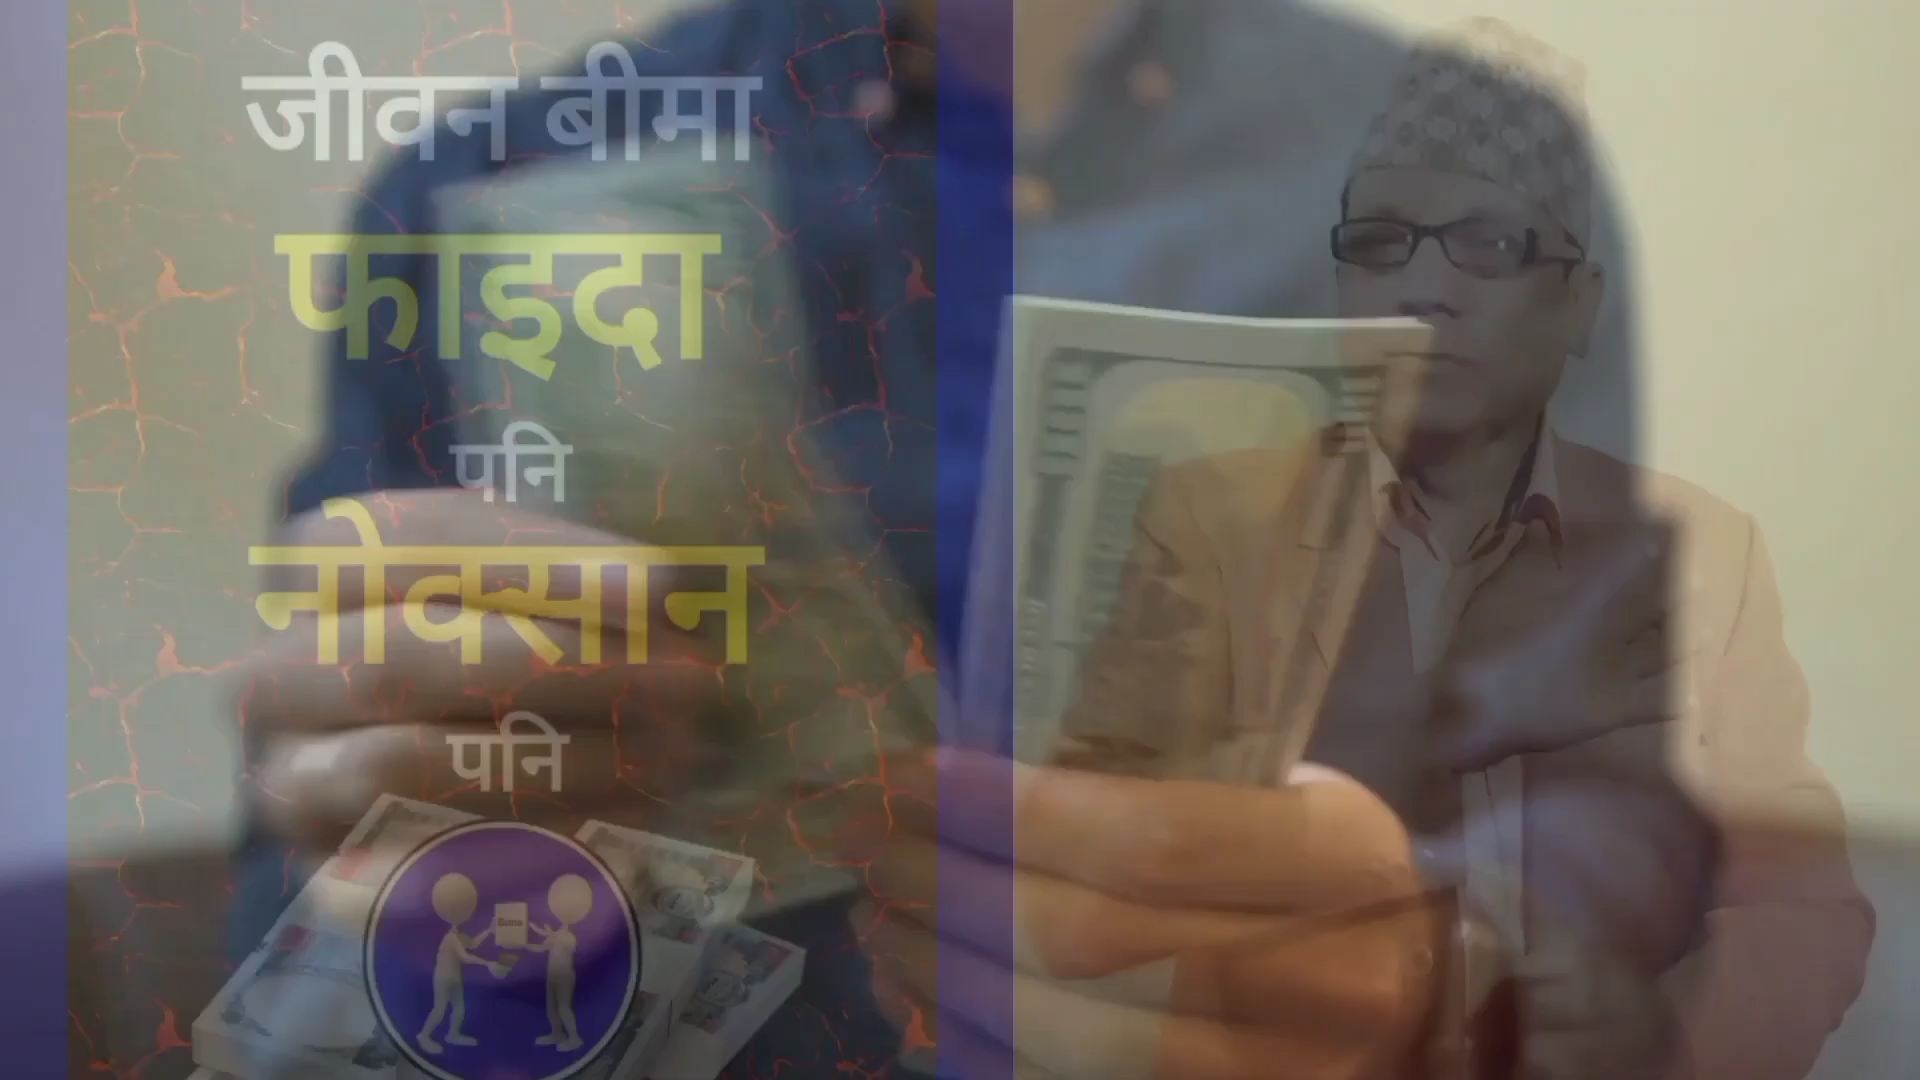 जीवन बीमा
फाइदा
पनि
नोक्सान
पनि